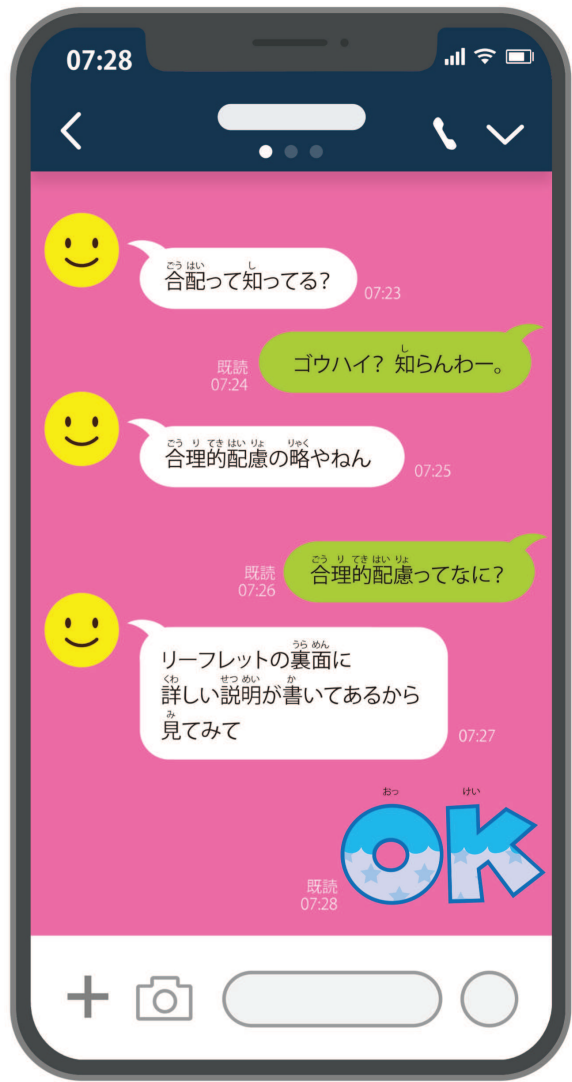 07:28
合配って知ってる?
07:23
ゴウハイ? 知らんわー。
既読
07:24
合理的配慮の略やねん
07:25
合理的配慮ってなに?
既読
07:26
リーフレットの裏面に
詳しい説明が書いてあるから
見てみて
07:27
おっ けい
OK
既読
07:28